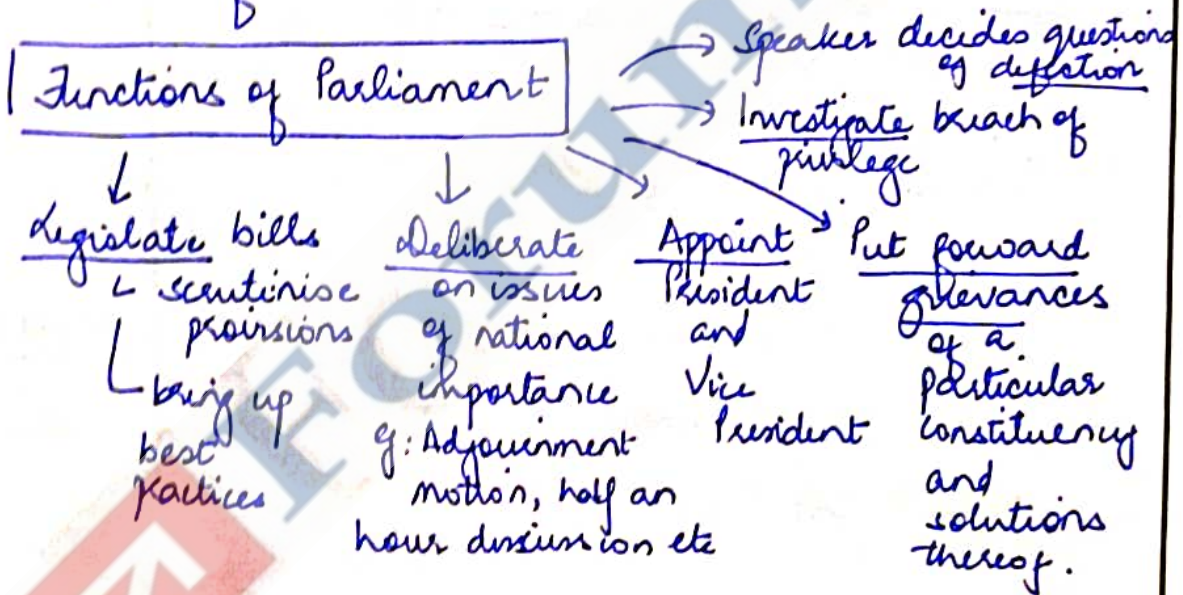 Functions of Parliament
Speaker decides questions
of defection
Investigate breach of
privilege
Legislate bills
scrutinise
provisions
bring up
best
practices
Deliberate
on issues
of national
importance
eg: Adjournment
motion, half an
hour discussion etc
Appoint
President
and
Vice
President
Put forward
grievances
of a
particular
constituency
and
solutions
thereof.
Forum